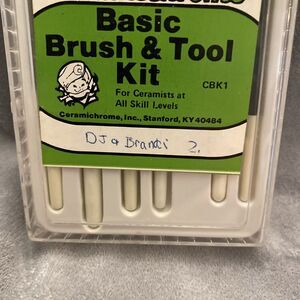 Basic
Brush & Tool
Kit
CBK1
For Ceramists at
All Skill Levels
Ceramichrome, Inc., Stanford, KY 40484
DJ & Brandi 2.